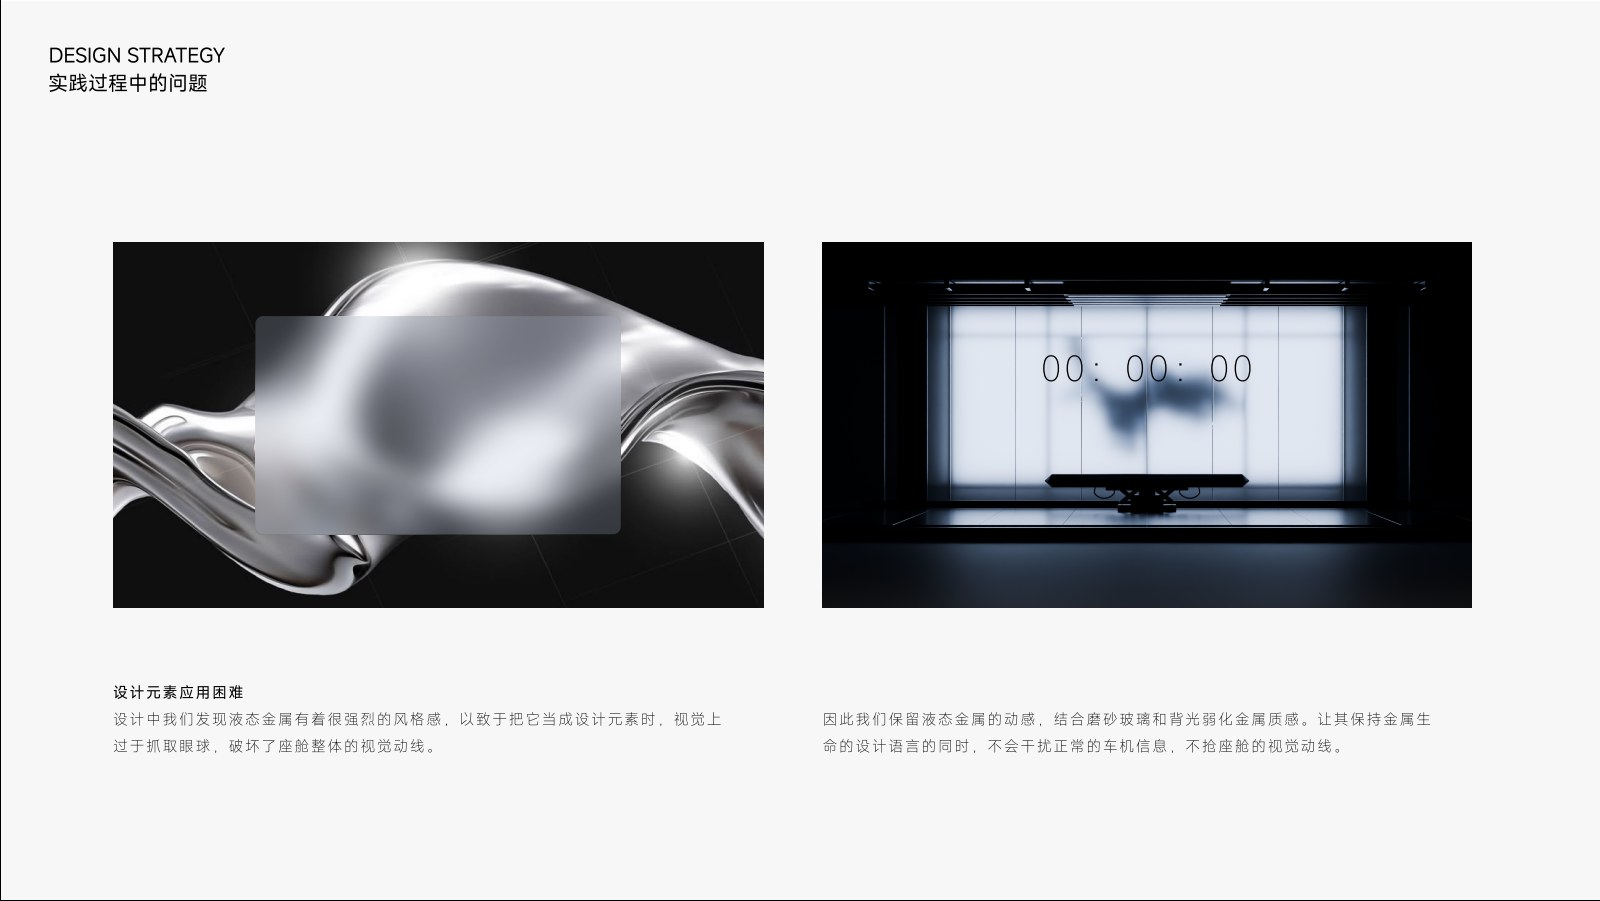 DESIGN STRATEGY
实践过程中的问题
00: 00: 00
设计元素应用困难
设计中我们发现液态金属有着很强烈的风格感，以致于把它当成设计元素时，视觉上
过于抓取眼球，破坏了座舱整体的视觉动线。
因此我们保留液态金属的动感，结合磨砂玻璃和背光弱化金属质感。让其保持金属生
命的设计语言的同时，不会干扰正常的车机信息，不抢座舱的视觉动线。